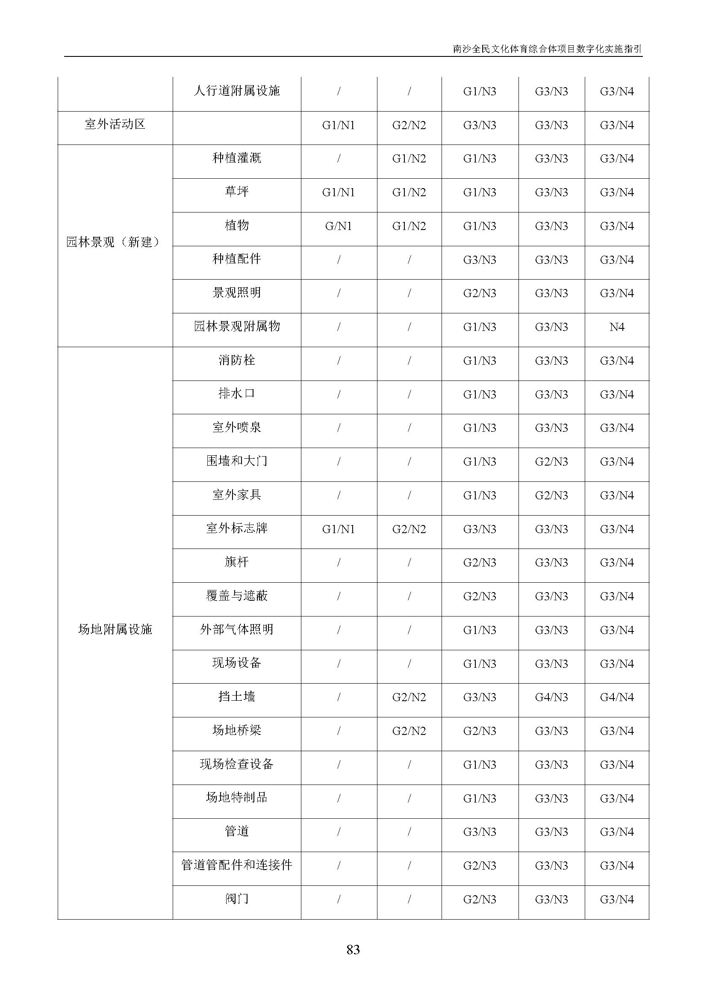 南沙全民文化体育综合体项目数字化实施指引
人行道附属设施 / / G1/N3 G3/N3 G3/N4
室外活动区 G1/N1 G2/N2 G3/N3 G3/N3 G3/N4
园林景观（新建）
种植灌溉 / G1/N2 G1/N3 G3/N3 G3/N4
草坪 G1/N1 G1/N2 G1/N3 G3/N3 G3/N4
植物 G/N1 G1/N2 G1/N3 G3/N3 G3/N4
种植配件 / / G3/N3 G3/N3 G3/N4
景观照明 / / G2/N3 G3/N3 G3/N4
园林景观附属物 / / G1/N3 G3/N3 N4
场地附属设施
消防栓 / / G1/N3 G3/N3 G3/N4
排水口 / / G1/N3 G3/N3 G3/N4
室外喷泉 / / G1/N3 G3/N3 G3/N4
围墙和大门 / / G1/N3 G2/N3 G3/N4
室外家具 / / G1/N3 G2/N3 G3/N4
室外标志牌 G1/N1 G2/N2 G3/N3 G3/N3 G3/N4
旗杆 / / G2/N3 G3/N3 G3/N4
覆盖与遮蔽 / / G2/N3 G3/N3 G3/N4
外部气体照明 / / G1/N3 G3/N3 G3/N4
现场设备 / / G1/N3 G3/N3 G3/N4
挡土墙 / G2/N2 G3/N3 G4/N3 G4/N4
场地桥梁 / G2/N2 G2/N3 G3/N3 G3/N4
现场检查设备 / / G1/N3 G3/N3 G3/N4
场地特制品 / / G1/N3 G3/N3 G3/N4
管道 / / G3/N3 G3/N3 G3/N4
管道管配件和连接件 / / G2/N3 G3/N3 G3/N4
阀门 / / G2/N3 G3/N3 G3/N4
83